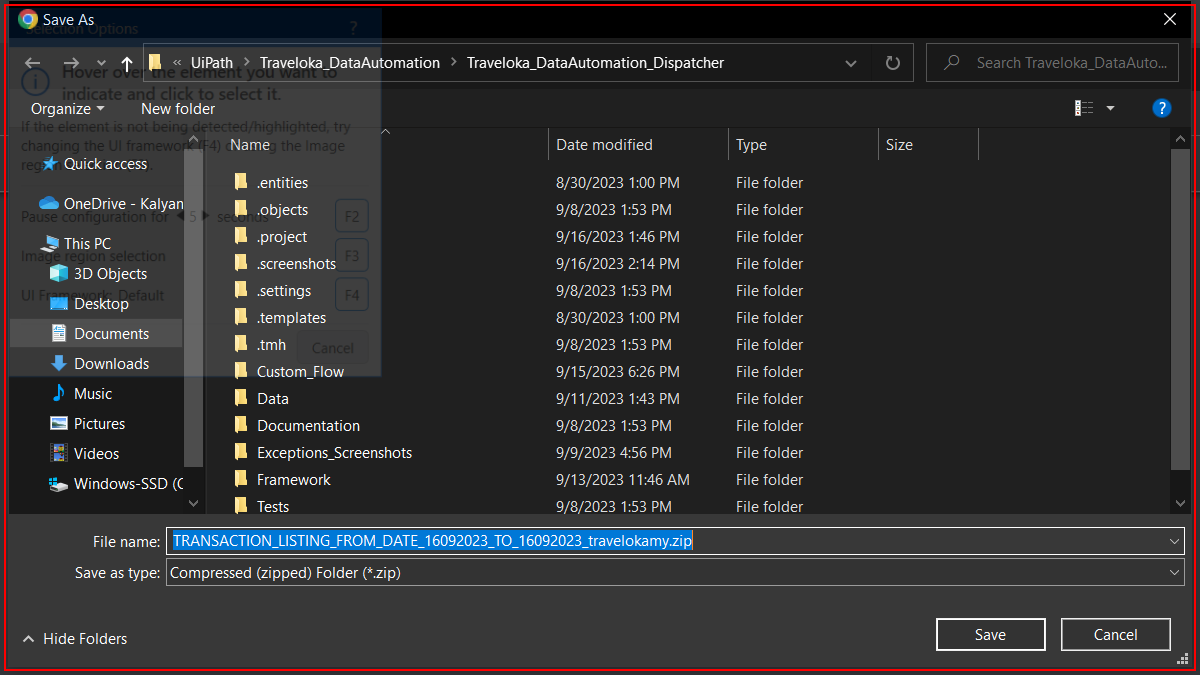 Save As
Selection Options
?
« UiPath > Traveloka_DataAutomation > Traveloka_DataAutomation_Dispatcher
Search Traveloka_DataAuto...
Hover over the element you want to
indicate and click to select it.
Organize
New folder
?
If the element is not being detected/highlighted, try
changing the UI framework (F4) or using the Image
Name
Date modified
Type
Size
Quick access
OneDrive - Kalyan
This PC
3D Objects
Desktop
Documents
Downloads
Music
Pictures
Videos
Windows-SSD (C
Pause configuration for 5 seconds
F2
Image region selection
F3
UI Framework: Default
F4
Cancel
.entities 8/30/2023 1:00 PM File folder
.objects 9/8/2023 1:53 PM File folder
.project 9/16/2023 1:46 PM File folder
.screenshots 9/16/2023 2:14 PM File folder
.settings 9/8/2023 1:53 PM File folder
.templates 8/30/2023 1:00 PM File folder
.tmh 9/8/2023 1:53 PM File folder
Custom_Flow 9/15/2023 6:26 PM File folder
Data 9/11/2023 1:43 PM File folder
Documentation 9/8/2023 1:53 PM File folder
Exceptions_Screenshots 9/9/2023 4:56 PM File folder
Framework 9/13/2023 11:46 AM File folder
Tests 9/8/2023 1:53 PM File folder
File name: TRANSACTION_LISTING_FROM_DATE_16092023_TO_16092023_travelokamy.zip
Save as type: Compressed (zipped) Folder (*.zip)
Hide Folders
Save
Cancel